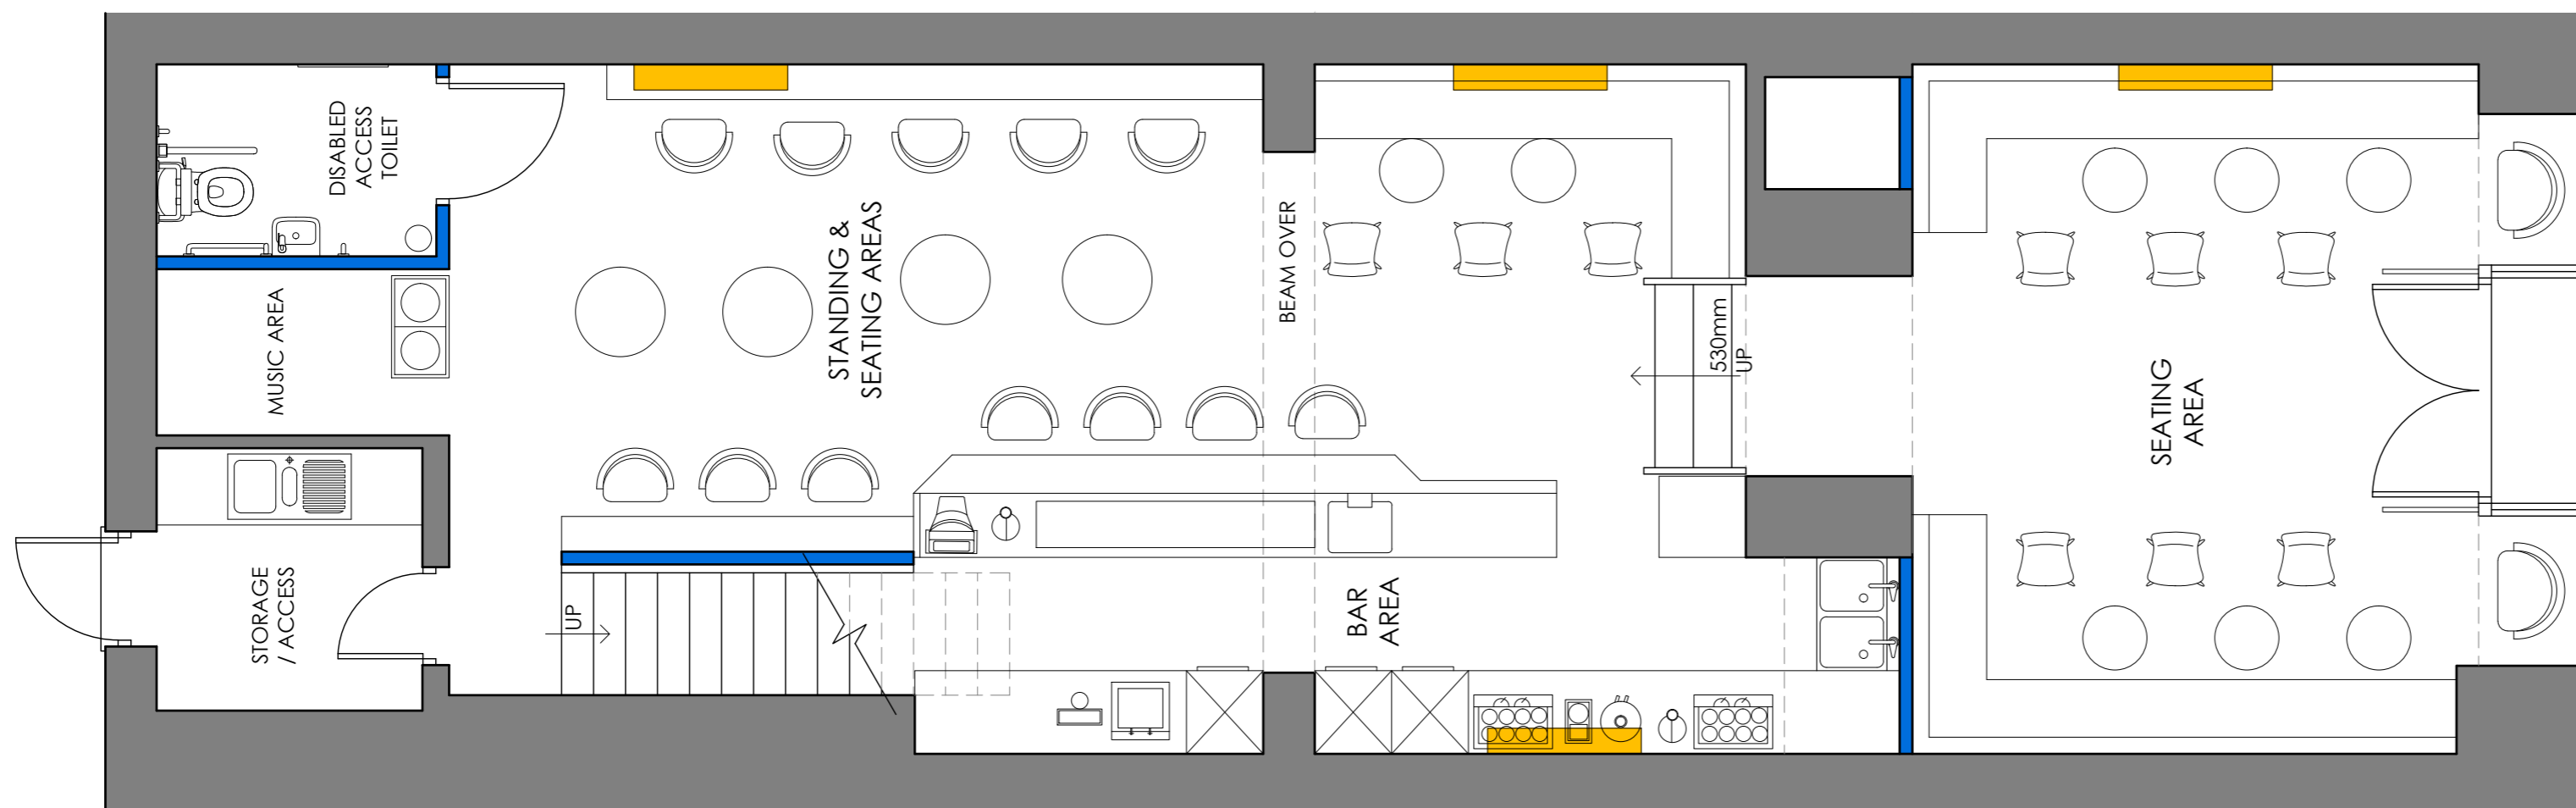 DISABLED
ACCESS
TOILET
MUSIC AREA
STORAGE
/ ACCESS
UP
STANDING &
SEATING AREAS
BEAM OVER
BAR
AREA
530mm
UP
SEATING
AREA